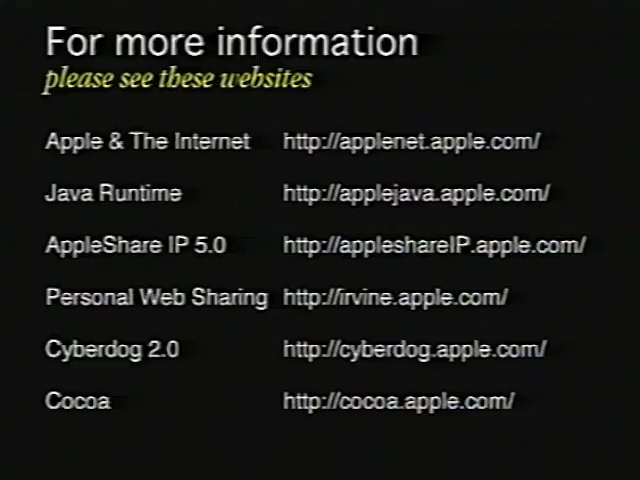 For more information
please see these websites
Apple & The Internet http://applenet.apple.com/
Java Runtime http://applejava.apple.com/
AppleShare IP 5.0 http://appleshareIP.apple.com/
Personal Web Sharing http://irvine.apple.com/
Cyberdog 2.0 http://cyberdog.apple.com/
Cocoa http://cocoa.apple.com/